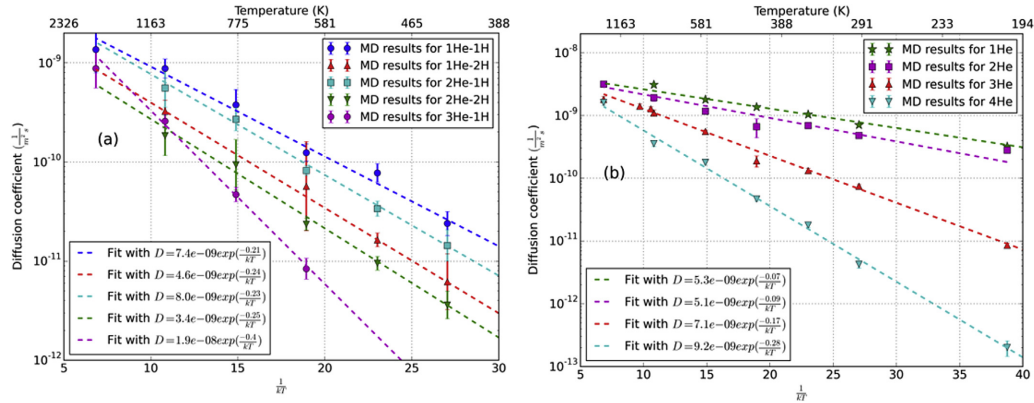 Temperature (K)
2326 1163 775 581 465 388
MD results for 1He-1H
MD results for 1He-2H
MD results for 2He-1H
MD results for 2He-2H
MD results for 3He-1H
(a)
Diffusion coefficient (1/m² s)
10^-9
10^-10
10^-11
10^-12
Fit with D=7.4e−09exp(−0.21/kT)
Fit with D=4.6e−09exp(−0.24/kT)
Fit with D=8.0e−09exp(−0.23/kT)
Fit with D=3.4e−09exp(−0.25/kT)
Fit with D=1.9e−08exp(−0.4/kT)
5 10 15 20 25 30
1/kT
Temperature (K)
1163 581 388 291 233 194
MD results for 1He
MD results for 2He
MD results for 3He
MD results for 4He
(b)
Diffusion coefficient (1/m² s)
10^-8
10^-9
10^-10
10^-11
10^-12
10^-13
Fit with D=5.3e−09exp(−0.07/kT)
Fit with D=5.1e−09exp(−0.09/kT)
Fit with D=7.1e−09exp(−0.17/kT)
Fit with D=9.2e−09exp(−0.28/kT)
5 10 15 20 25 30 35 40
1/kT